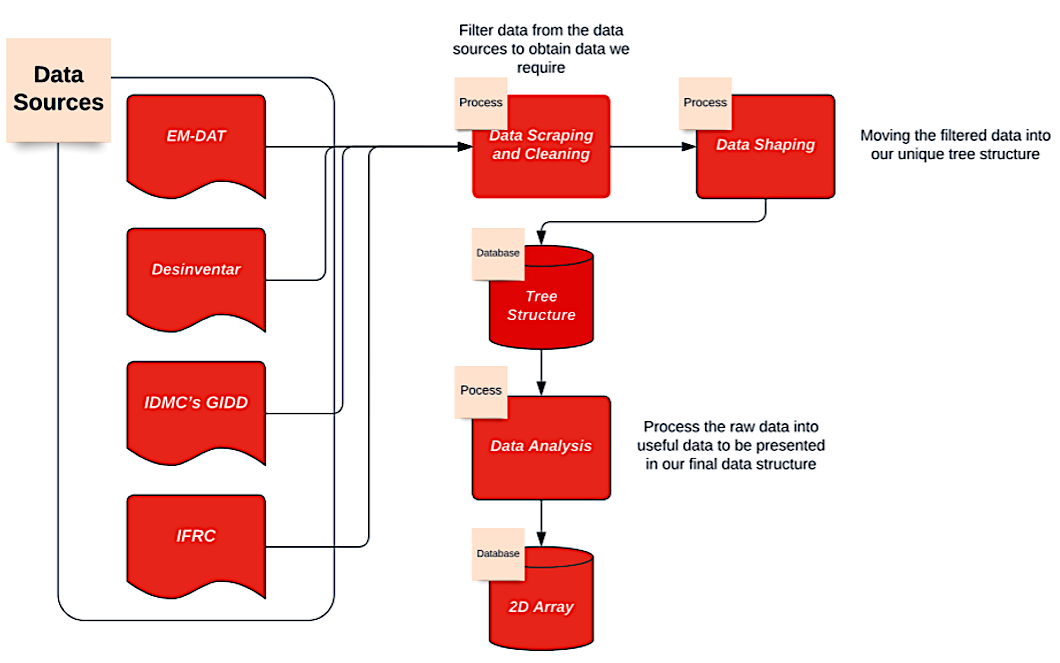 Data
Sources
EM-DAT
Desinventar
IDMC's GIDD
IFRC
Filter data from the data
sources to obtain data we
require
Process
Data Scraping
and Cleaning
Process
Data Shaping
Moving the filtered data into
our unique tree structure
Database
Tree
Structure
Pocess
Data Analysis
Process the raw data into
useful data to be presented
in our final data structure
Database
2D Array